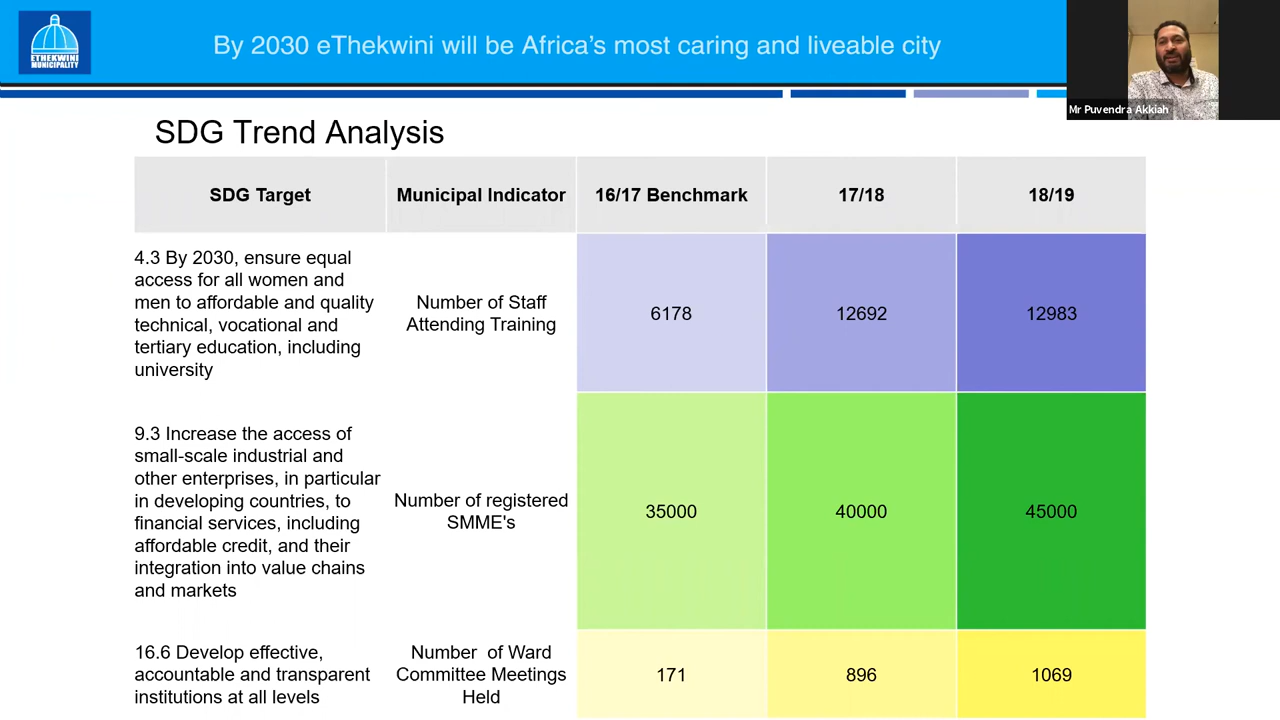 ETHEKWINI
MUNICIPALITY
By 2030 eThekwini will be Africa's most caring and liveable city
Mr Puvendra Akkiah
SDG Trend Analysis
SDG Target
Municipal Indicator
16/17 Benchmark
17/18
18/19
4.3 By 2030, ensure equal
access for all women and
men to affordable and quality
technical, vocational and
tertiary education, including
university
Number of Staff
Attending Training
6178
12692
12983
9.3 Increase the access of
small-scale industrial and
other enterprises, in particular
in developing countries, to
financial services, including
affordable credit, and their
integration into value chains
and markets
Number of registered
SMME's
35000
40000
45000
16.6 Develop effective,
accountable and transparent
institutions at all levels
Number of Ward
Committee Meetings
Held
171
896
1069